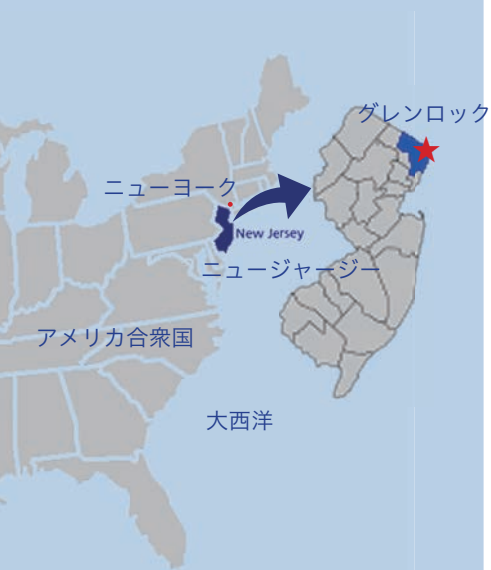 グレンロック
ニューヨーク
New Jersey
ニュージャージー
アメリカ合衆国
大西洋